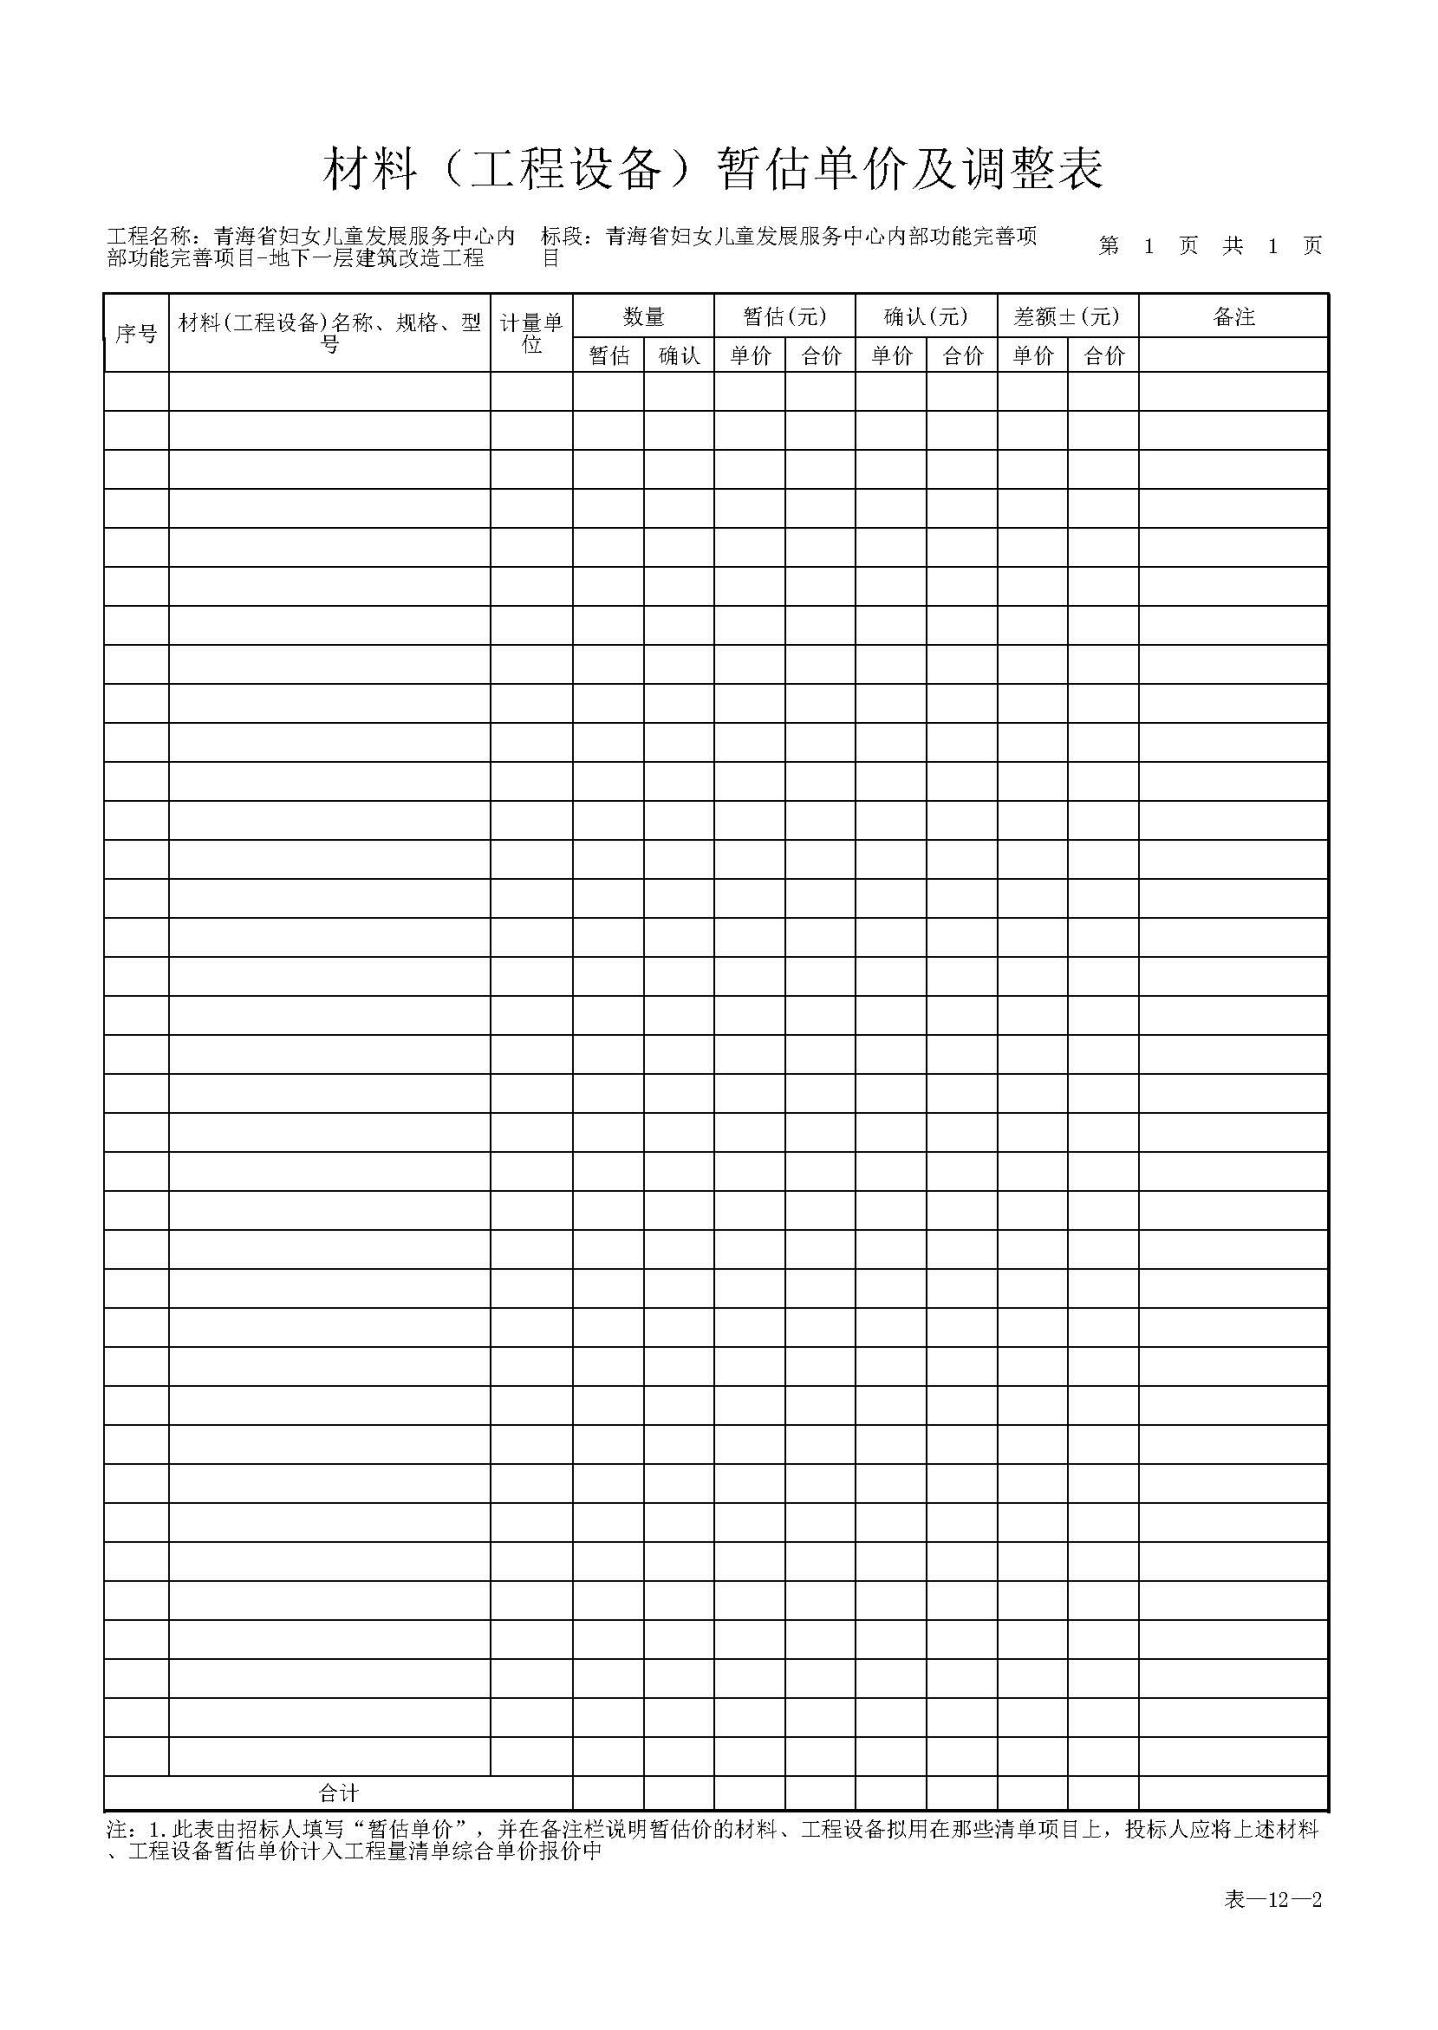 材料（工程设备）暂估单价及调整表
工程名称：青海省妇女儿童发展服务中心内
部功能完善项目-地下一层建筑改造工程
标段：青海省妇女儿童发展服务中心内部功能完善项
目
第 1 页 共 1 页
序号
材料(工程设备)名称、规格、型
号
计量单
位
数量
暂估(元)
确认(元)
差额±(元)
备注
暂估 确认 单价 合价 单价 合价 单价 合价
合计
注：1.此表由招标人填写“暂估单价”，并在备注栏说明暂估价的材料、工程设备拟用在那些清单项目上，投标人应将上述材料
、工程设备暂估单价计入工程量清单综合单价报价中
表—12—2